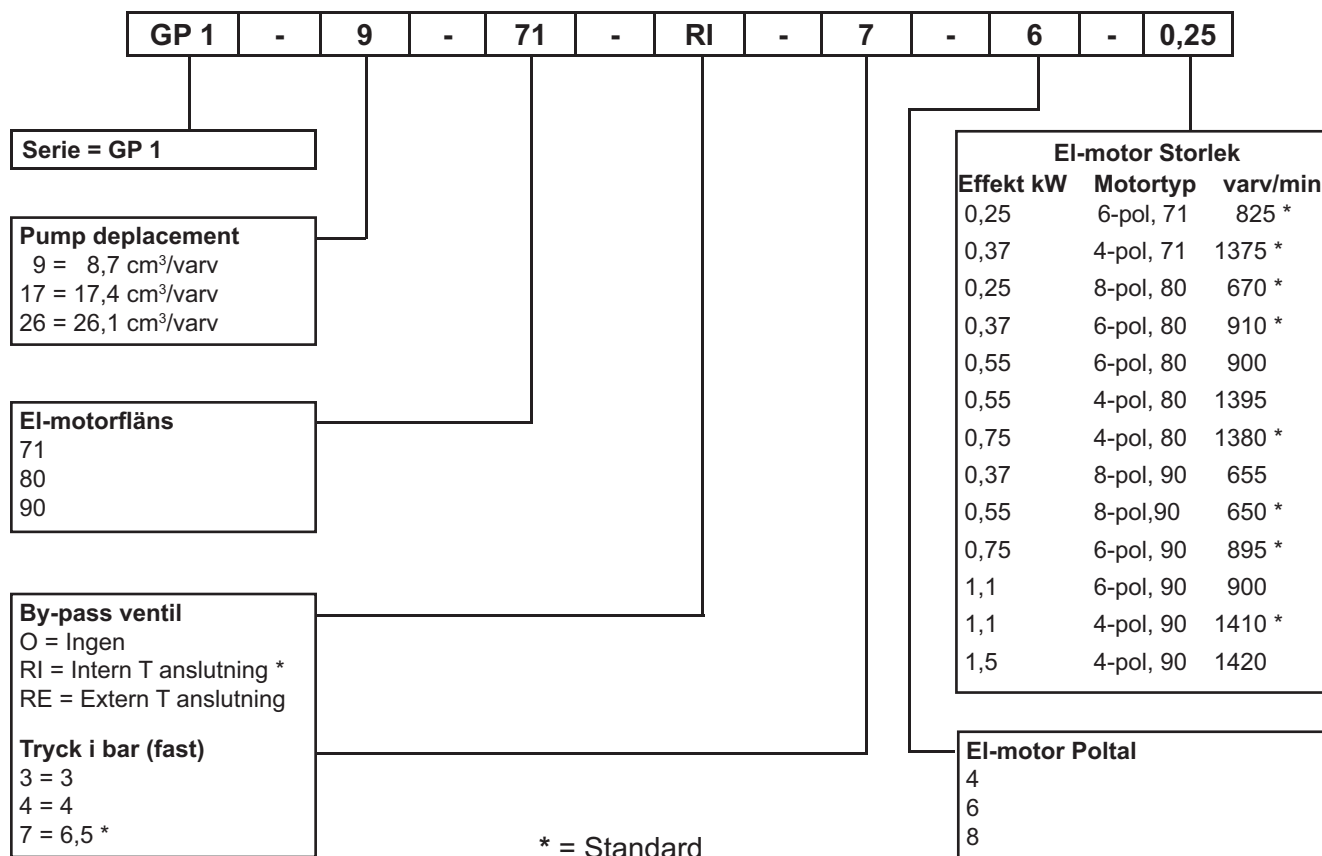 GP 1 - 9 - 71 - RI - 7 - 6 - 0,25
Serie = GP 1
Pump deplacement
9 = 8,7 cm³/varv
17 = 17,4 cm³/varv
26 = 26,1 cm³/varv
El-motorfläns
71
80
90
By-pass ventil
O = Ingen
RI = Intern T anslutning *
RE = Extern T anslutning
Tryck i bar (fast)
3 = 3
4 = 4
7 = 6,5 *
* = Standard
El-motor Storlek
Effekt kW Motortyp varv/min
0,25 6-pol, 71 825 *
0,37 4-pol, 71 1375 *
0,25 8-pol, 80 670 *
0,37 6-pol, 80 910 *
0,55 6-pol, 80 900
0,55 4-pol, 80 1395
0,75 4-pol, 80 1380 *
0,37 8-pol, 90 655
0,55 8-pol,90 650 *
0,75 6-pol, 90 895 *
1,1 6-pol, 90 900
1,1 4-pol, 90 1410 *
1,5 4-pol, 90 1420
El-motor Poltal
4
6
8